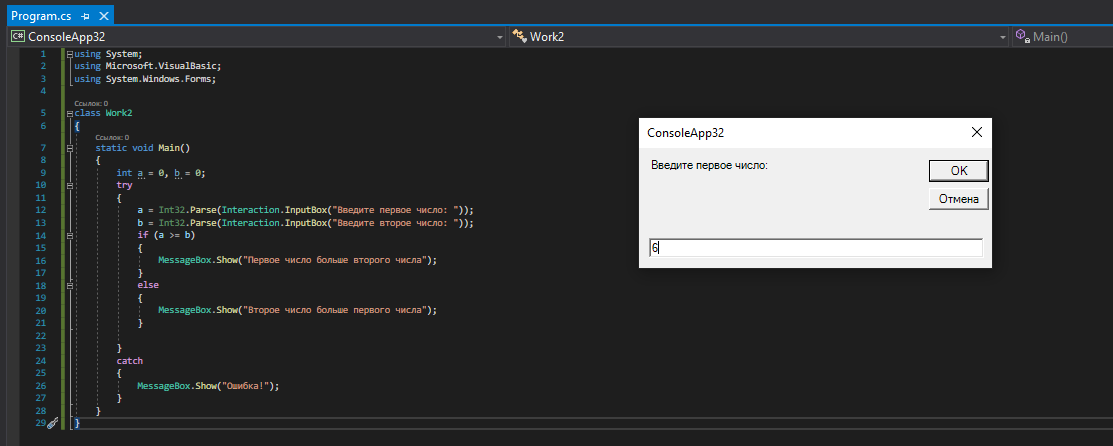 Program.cs
ConsoleApp32 Work2 Main()
1 using System;
2 using Microsoft.VisualBasic;
3 using System.Windows.Forms;
4
Ссылок: 0
5 class Work2
6 {
Ссылок: 0
7 static void Main()
8 {
9 int a = 0, b = 0;
10 try
11 {
12 a = Int32.Parse(Interaction.InputBox("Введите первое число: "));
13 b = Int32.Parse(Interaction.InputBox("Введите второе число: "));
14 if (a >= b)
15 {
16 MessageBox.Show("Первое число больше второго числа");
17 }
18 else
19 {
20 MessageBox.Show("Второе число больше первого числа");
21 }
22
23 }
24 catch
25 {
26 MessageBox.Show("Ошибка!");
27 }
28 }
29 }
ConsoleApp32
Введите первое число:
OK
Отмена
6